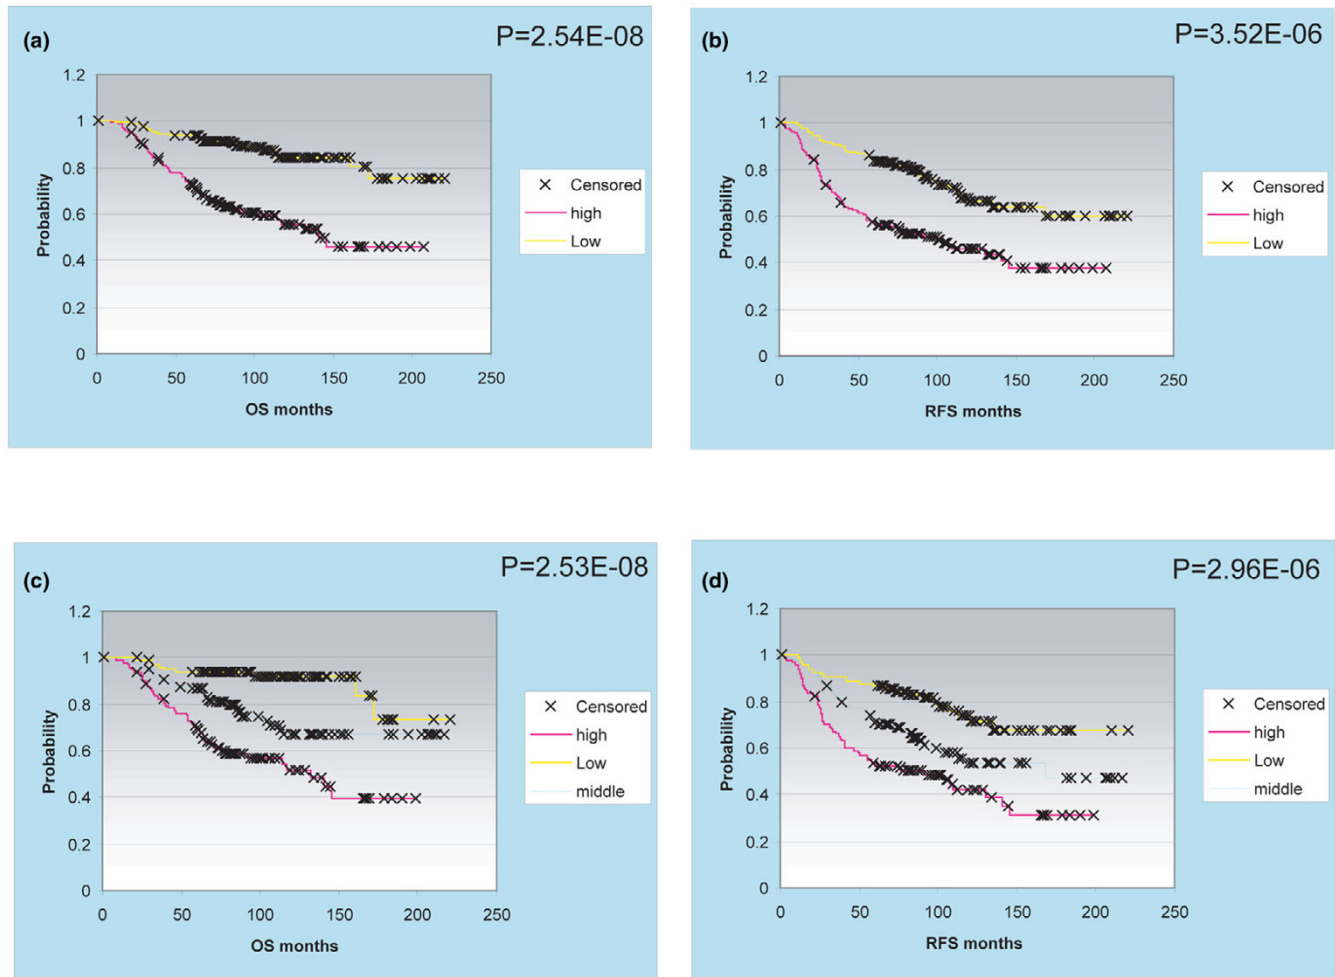 (a)
P=2.54E-08
1.2
1
0.8
0.6
0.4
0.2
0
Probability
0 50 100 150 200 250
OS months
Censored
high
Low
(b)
P=3.52E-06
1.2
1
0.8
0.6
0.4
0.2
0
Probability
0 50 100 150 200 250
RFS months
Censored
high
Low
(c)
P=2.53E-08
1.2
1
0.8
0.6
0.4
0.2
0
Probability
0 50 100 150 200 250
OS months
Censored
high
Low
middle
(d)
P=2.96E-06
1.2
1
0.8
0.6
0.4
0.2
0
Probability
0 50 100 150 200 250
RFS months
Censored
high
Low
middle